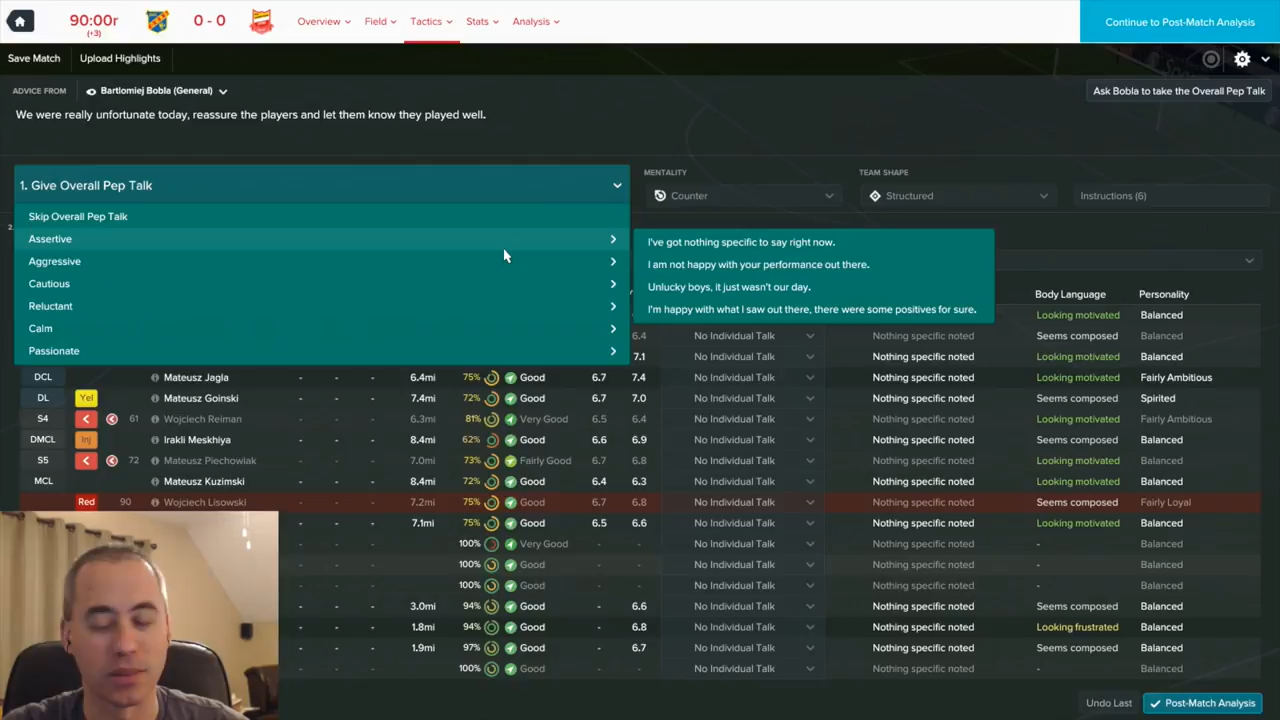 90:00r
(+3)
0 - 0
Overview
Field
Tactics
Stats
Analysis
Continue to Post-Match Analysis
Save Match
Upload Highlights
ADVICE FROM
Bartlomiej Bobla (General)
Ask Bobla to take the Overall Pep Talk
We were really unfortunate today, reassure the players and let them know they played well.
1. Give Overall Pep Talk
MENTALITY
TEAM SHAPE
Counter
Structured
Instructions (6)
Skip Overall Pep Talk
Assertive
Aggressive
Cautious
Reluctant
Calm
Passionate
I've got nothing specific to say right now.
I am not happy with your performance out there.
Unlucky boys, it just wasn't our day.
I'm happy with what I saw out there, there were some positives for sure.
Body Language Personality
Looking motivated Balanced
6.4 No Individual Talk Nothing specific noted Seems composed Balanced
7.1 No Individual Talk Nothing specific noted Looking motivated Balanced
DCL Mateusz Jagla - - - 6.4mi 75% Good 6.7 7.4 No Individual Talk Nothing specific noted Looking motivated Fairly Ambitious
DL Yel Mateusz Goinski - - - 7.4mi 72% Good 6.7 7.0 No Individual Talk Nothing specific noted Seems composed Spirited
S4 61 Wojciech Reiman - - - 6.3mi 81% Very Good 6.5 6.4 No Individual Talk Nothing specific noted Looking motivated Fairly Ambitious
DMCL Inj Irakli Meskhiya - - - 8.4mi 62% Good 6.6 6.9 No Individual Talk Nothing specific noted Seems composed Balanced
S5 72 Mateusz Piechowiak - - - 7.0mi 73% Fairly Good 6.7 6.8 No Individual Talk Nothing specific noted Looking motivated Balanced
MCL Mateusz Kuzimski - - - 8.4mi 72% Good 6.4 6.3 No Individual Talk Nothing specific noted Looking motivated Balanced
Red 90 Wojciech Lisowski - - - 7.2mi 75% Good 6.7 6.8 Nothing specific noted Seems composed Fairly Loyal
- - - 7.1mi 75% Good 6.5 6.6 No Individual Talk Nothing specific noted Looking motivated Balanced
- - - 100% Very Good - - No Individual Talk Nothing specific noted - Balanced
- - - 100% Good - - No Individual Talk Nothing specific noted - Balanced
- - - 100% Good - - No Individual Talk Nothing specific noted - Balanced
- - - 3.0mi 94% Good - 6.6 No Individual Talk Nothing specific noted Seems composed Balanced
- - - 1.8mi 94% Good - 6.8 No Individual Talk Nothing specific noted Looking frustrated Balanced
- - - 1.9mi 97% Good - 6.7 No Individual Talk Nothing specific noted Seems composed Balanced
- - - 100% Good - - No Individual Talk Nothing specific noted - Balanced
Undo Last
Post-Match Analysis